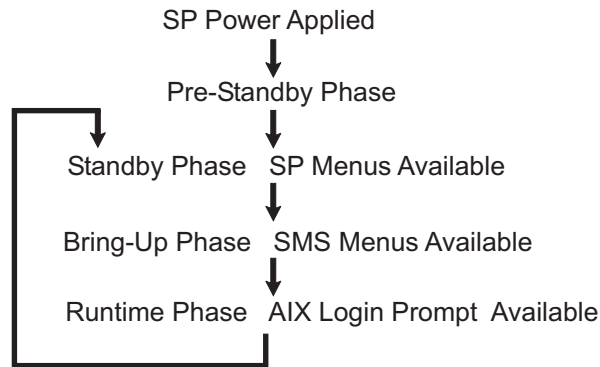 SP Power Applied
Pre-Standby Phase
Standby Phase SP Menus Available
Bring-Up Phase SMS Menus Available
Runtime Phase AIX Login Prompt Available